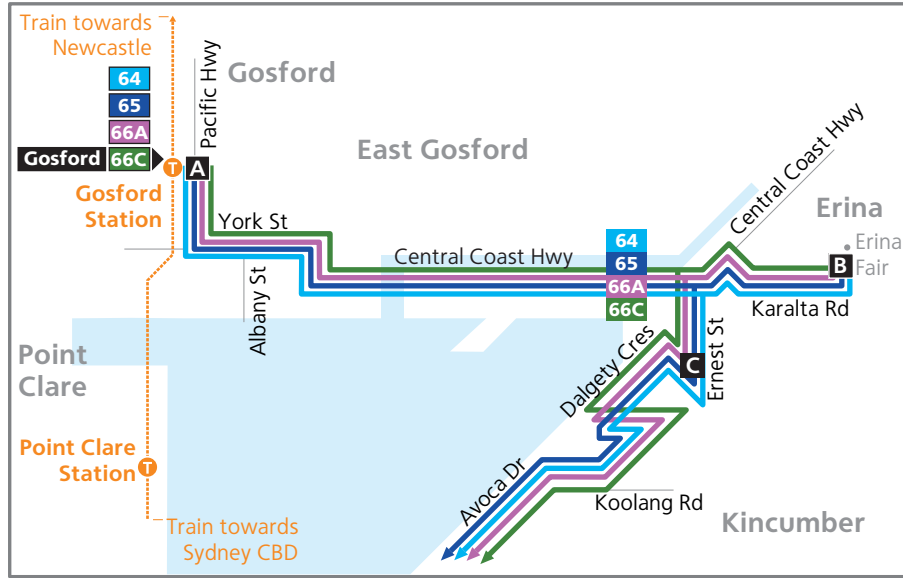 Train towards
Newcastle
64
65
66A
66C
Gosford
T
Gosford
Station
Pacific Hwy
A
Gosford
East Gosford
York St
Albany St
Central Coast Hwy
64
65
66A
66C
Central Coast Hwy
Erina
Erina
Fair
B
Karalta Rd
Ernest St
C
Dalgety Cres
Point
Clare
Point Clare
Station
T
Avoca Dr
Koolang Rd
Kincumber
Train towards
Sydney CBD